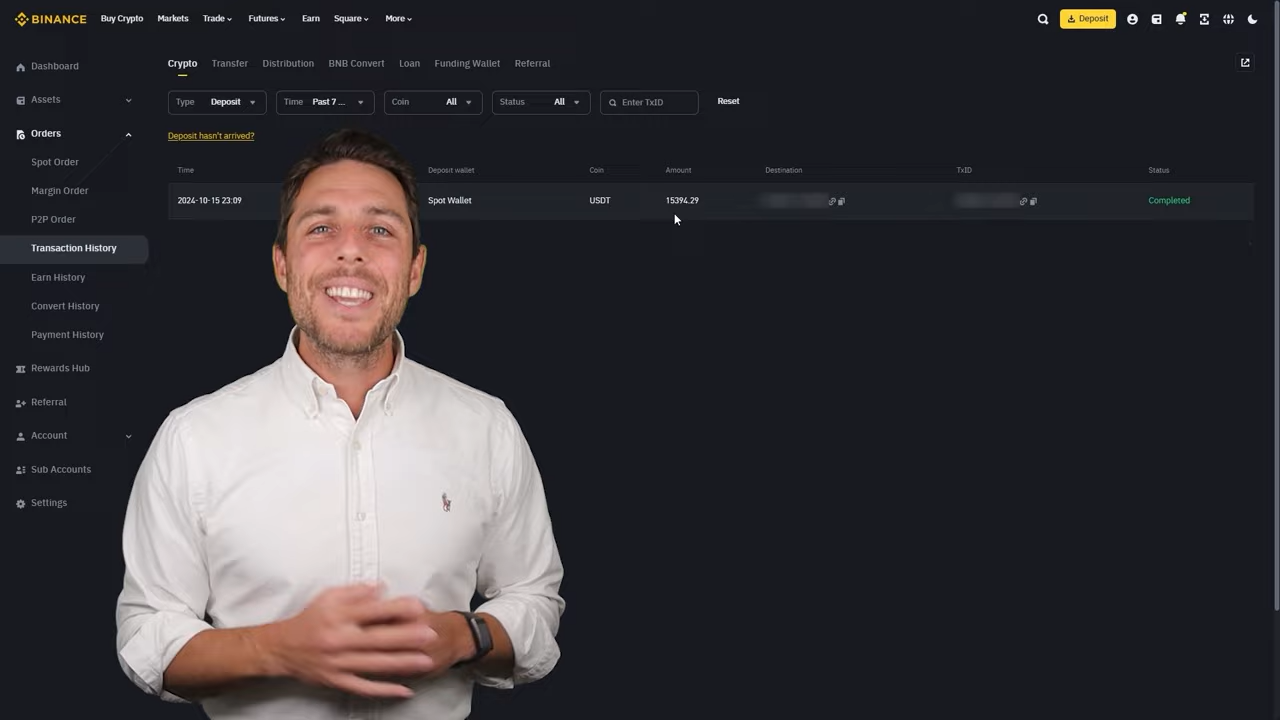 BINANCE Buy Crypto Markets Trade Futures Earn Square More Deposit
Crypto Transfer Distribution BNB Convert Loan Funding Wallet Referral
Type Deposit Time Past 7 ... Coin All Status All Enter TxID Reset
Deposit hasn't arrived?
Time Deposit wallet Coin Amount Destination TxID Status
2024-10-15 23:09 Spot Wallet USDT 15394.29 Completed
Dashboard
Assets
Orders
Spot Order
Margin Order
P2P Order
Transaction History
Earn History
Convert History
Payment History
Rewards Hub
Referral
Account
Sub Accounts
Settings